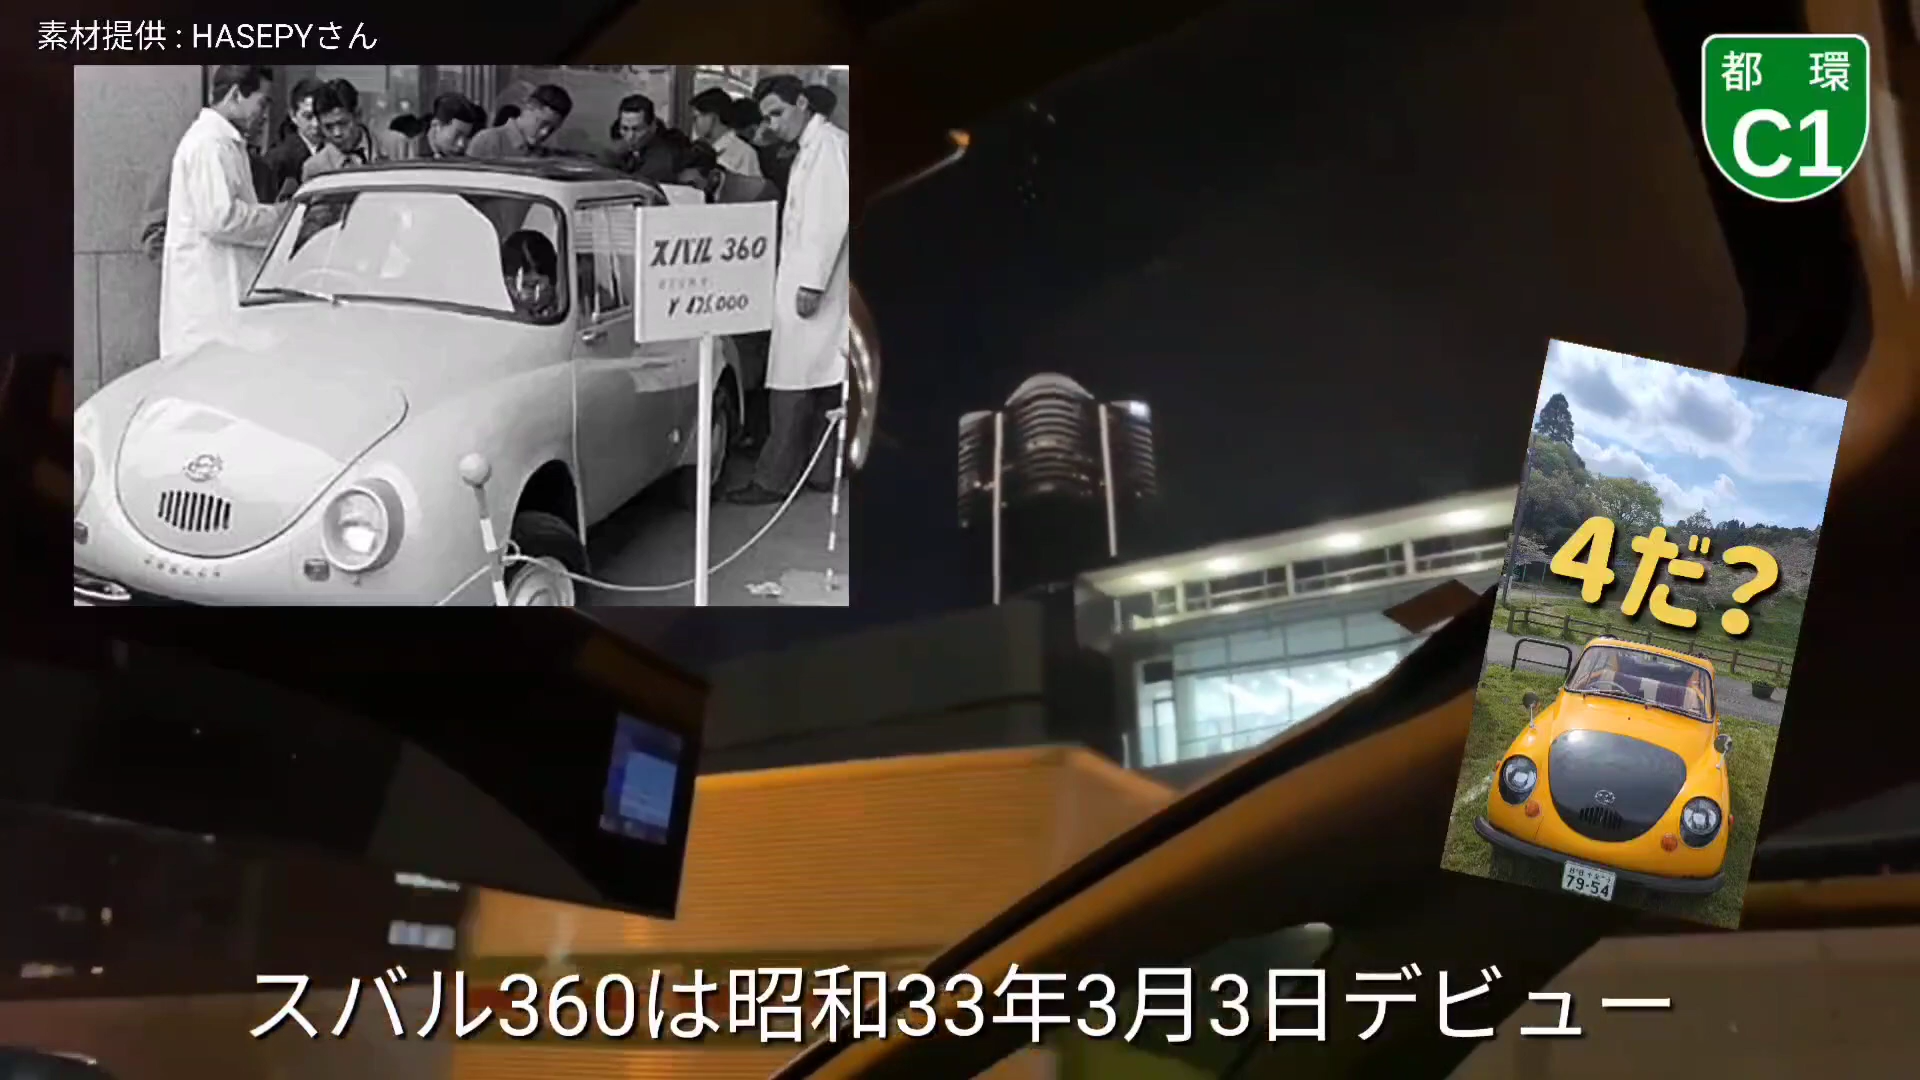 素材提供 : HASEPYさん
都 環
C1
スバル 360
¥ 425,000
4だ?
79-54
スバル360は昭和33年3月3日デビュー